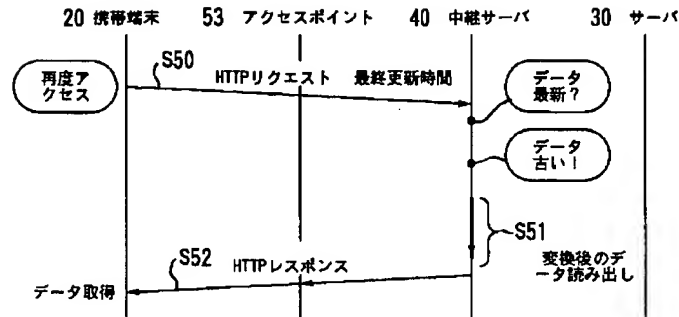 20 携帯端末 53 アクセスポイント 40 中継サーバ 30 サーバ
再度ア
クセス
S50
HTTPリクエスト 最終更新時間
データ
最新?
データ
古い!
S51
変換後のデ
ータ読み出し
S52
HTTPレスポンス
データ取得